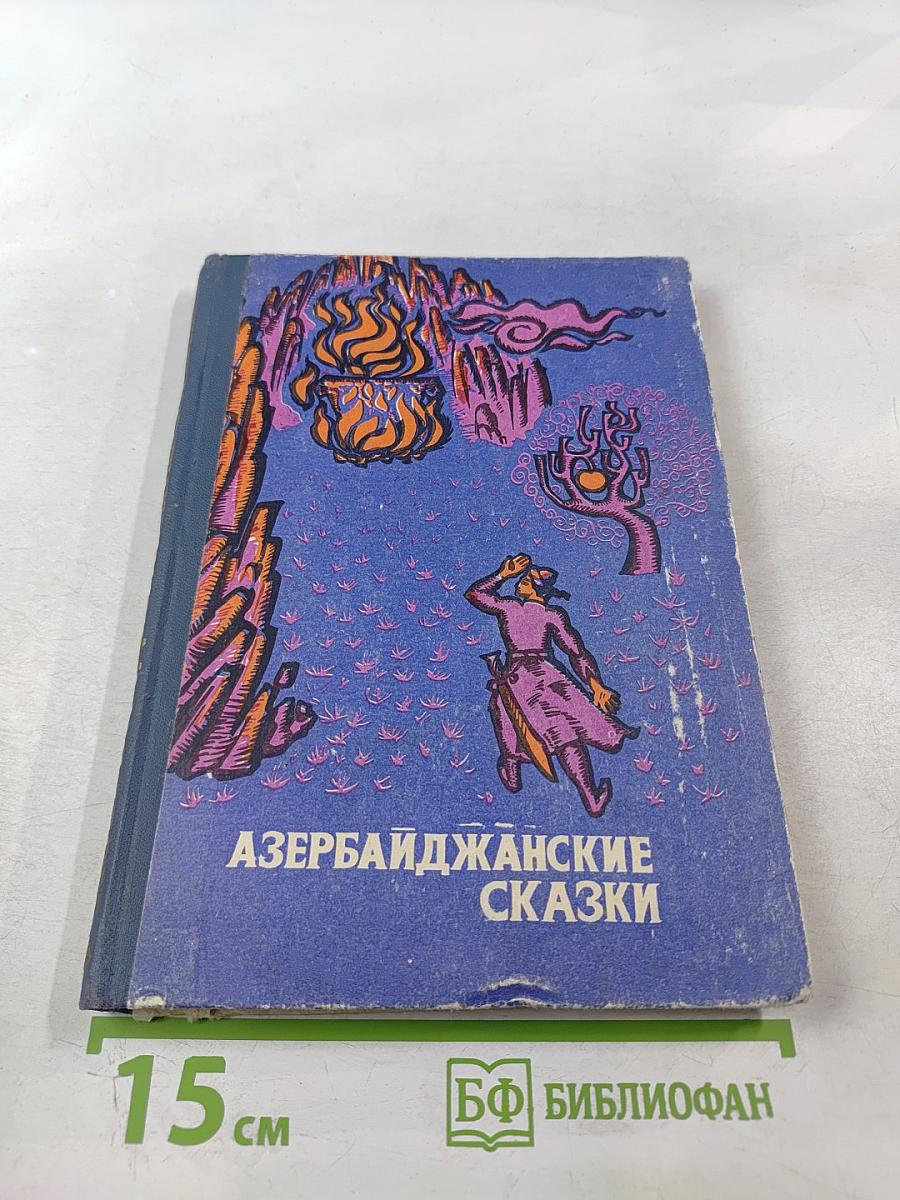 АЗЕРБАЙДЖАНСКИЕ
СКАЗКИ
15 см
БФ БИБЛИОФАН